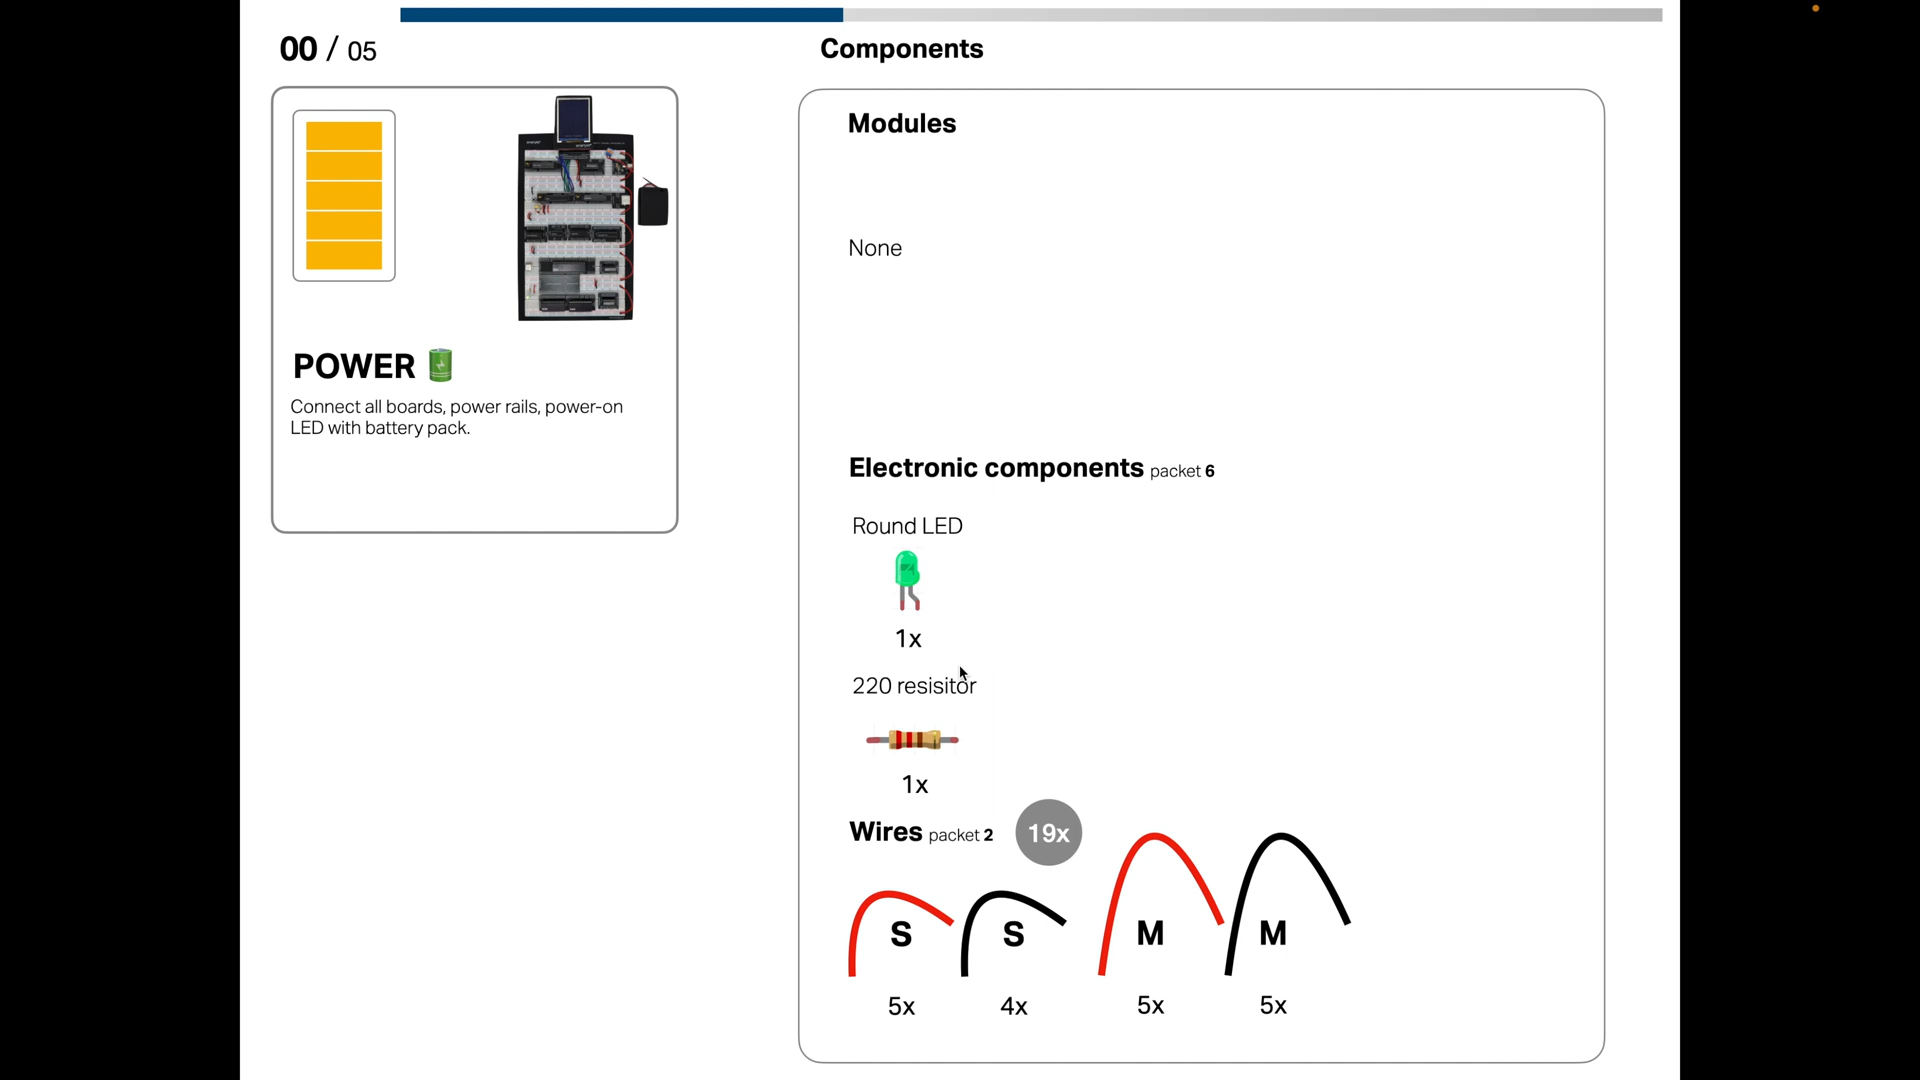 00 / 05
POWER
Connect all boards, power rails, power-on
LED with battery pack.
Components
Modules
None
Electronic components packet 6
Round LED
1x
220 resisitor
1x
Wires packet 2
19x
S S M M
5x 4x 5x 5x